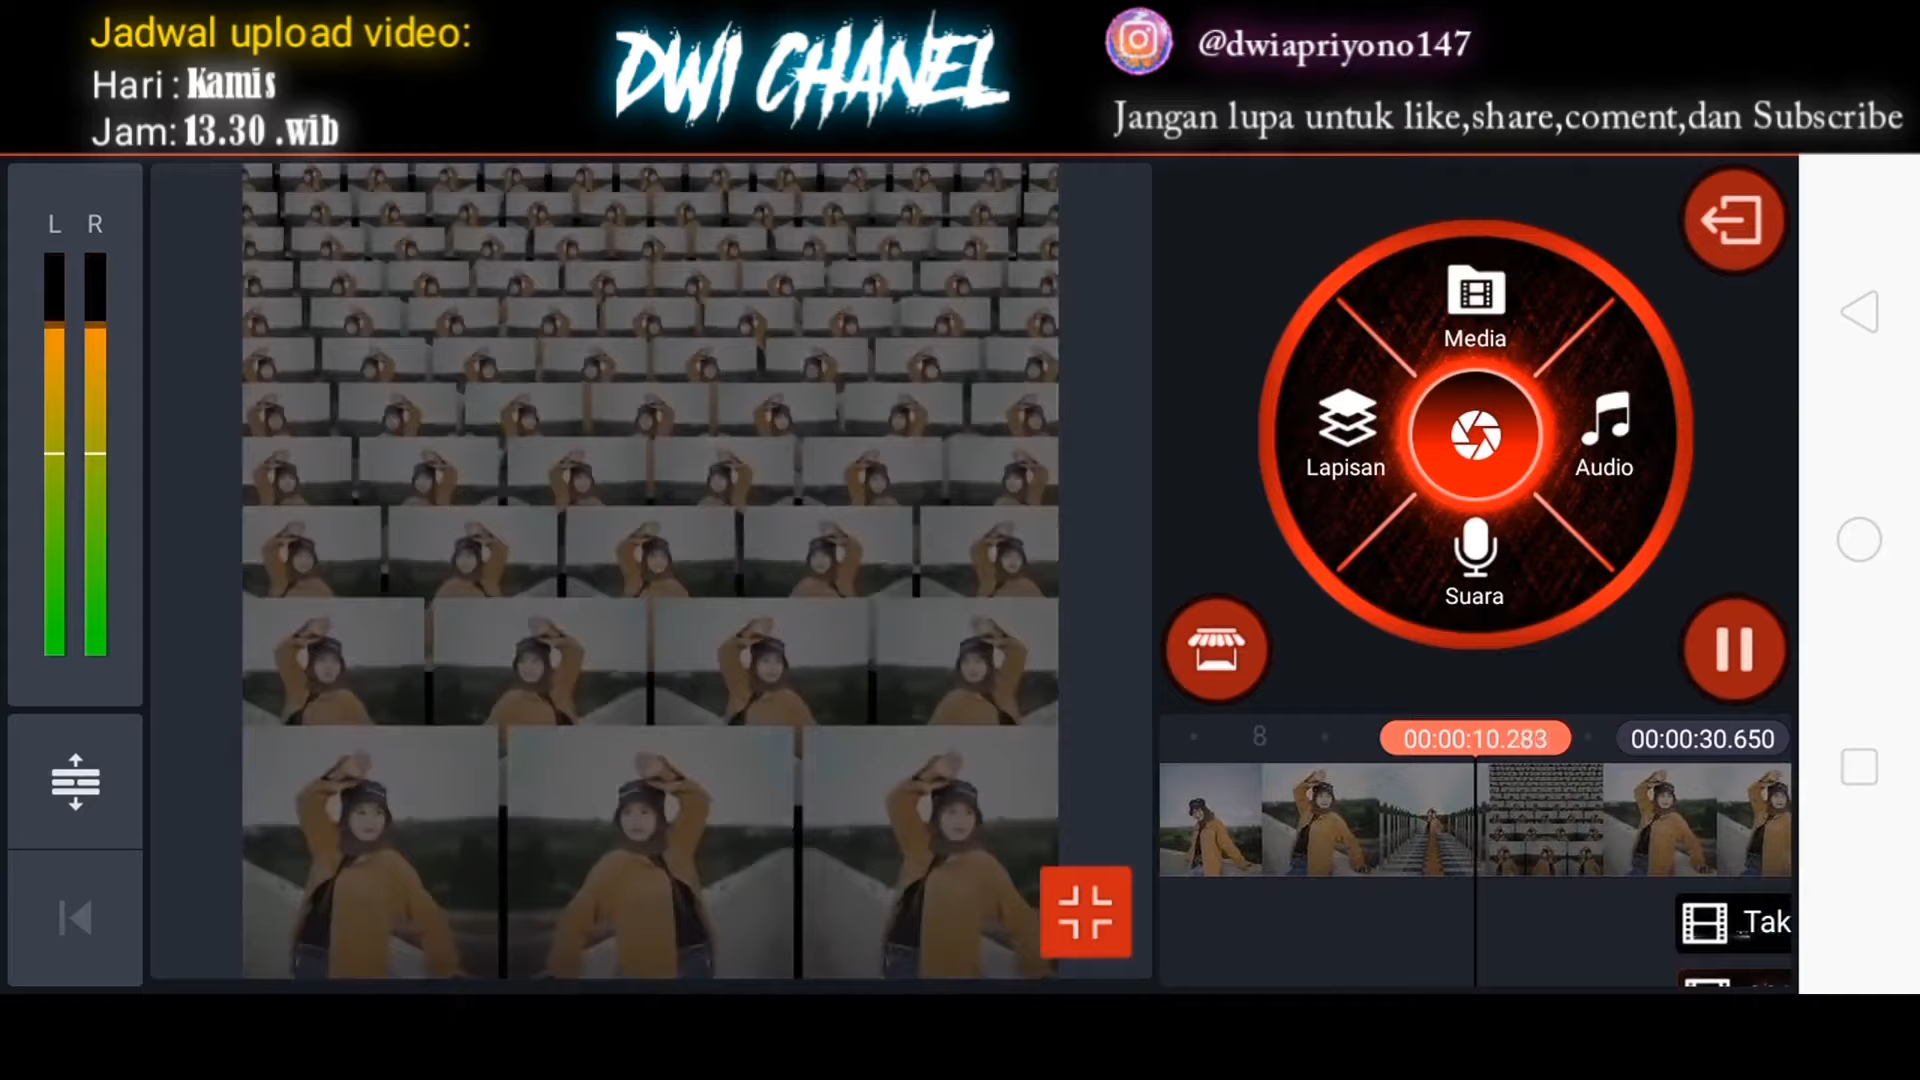 Jadwal upload video:
Hari : Kamis
Jam: 13.30 .wib
DWI CHANEL
@dwiapriyono147
Jangan lupa untuk like,share,coment,dan Subscribe
L R
Media
Lapisan
Audio
Suara
8
00:00:10.283
00:00:30.650
_Tak